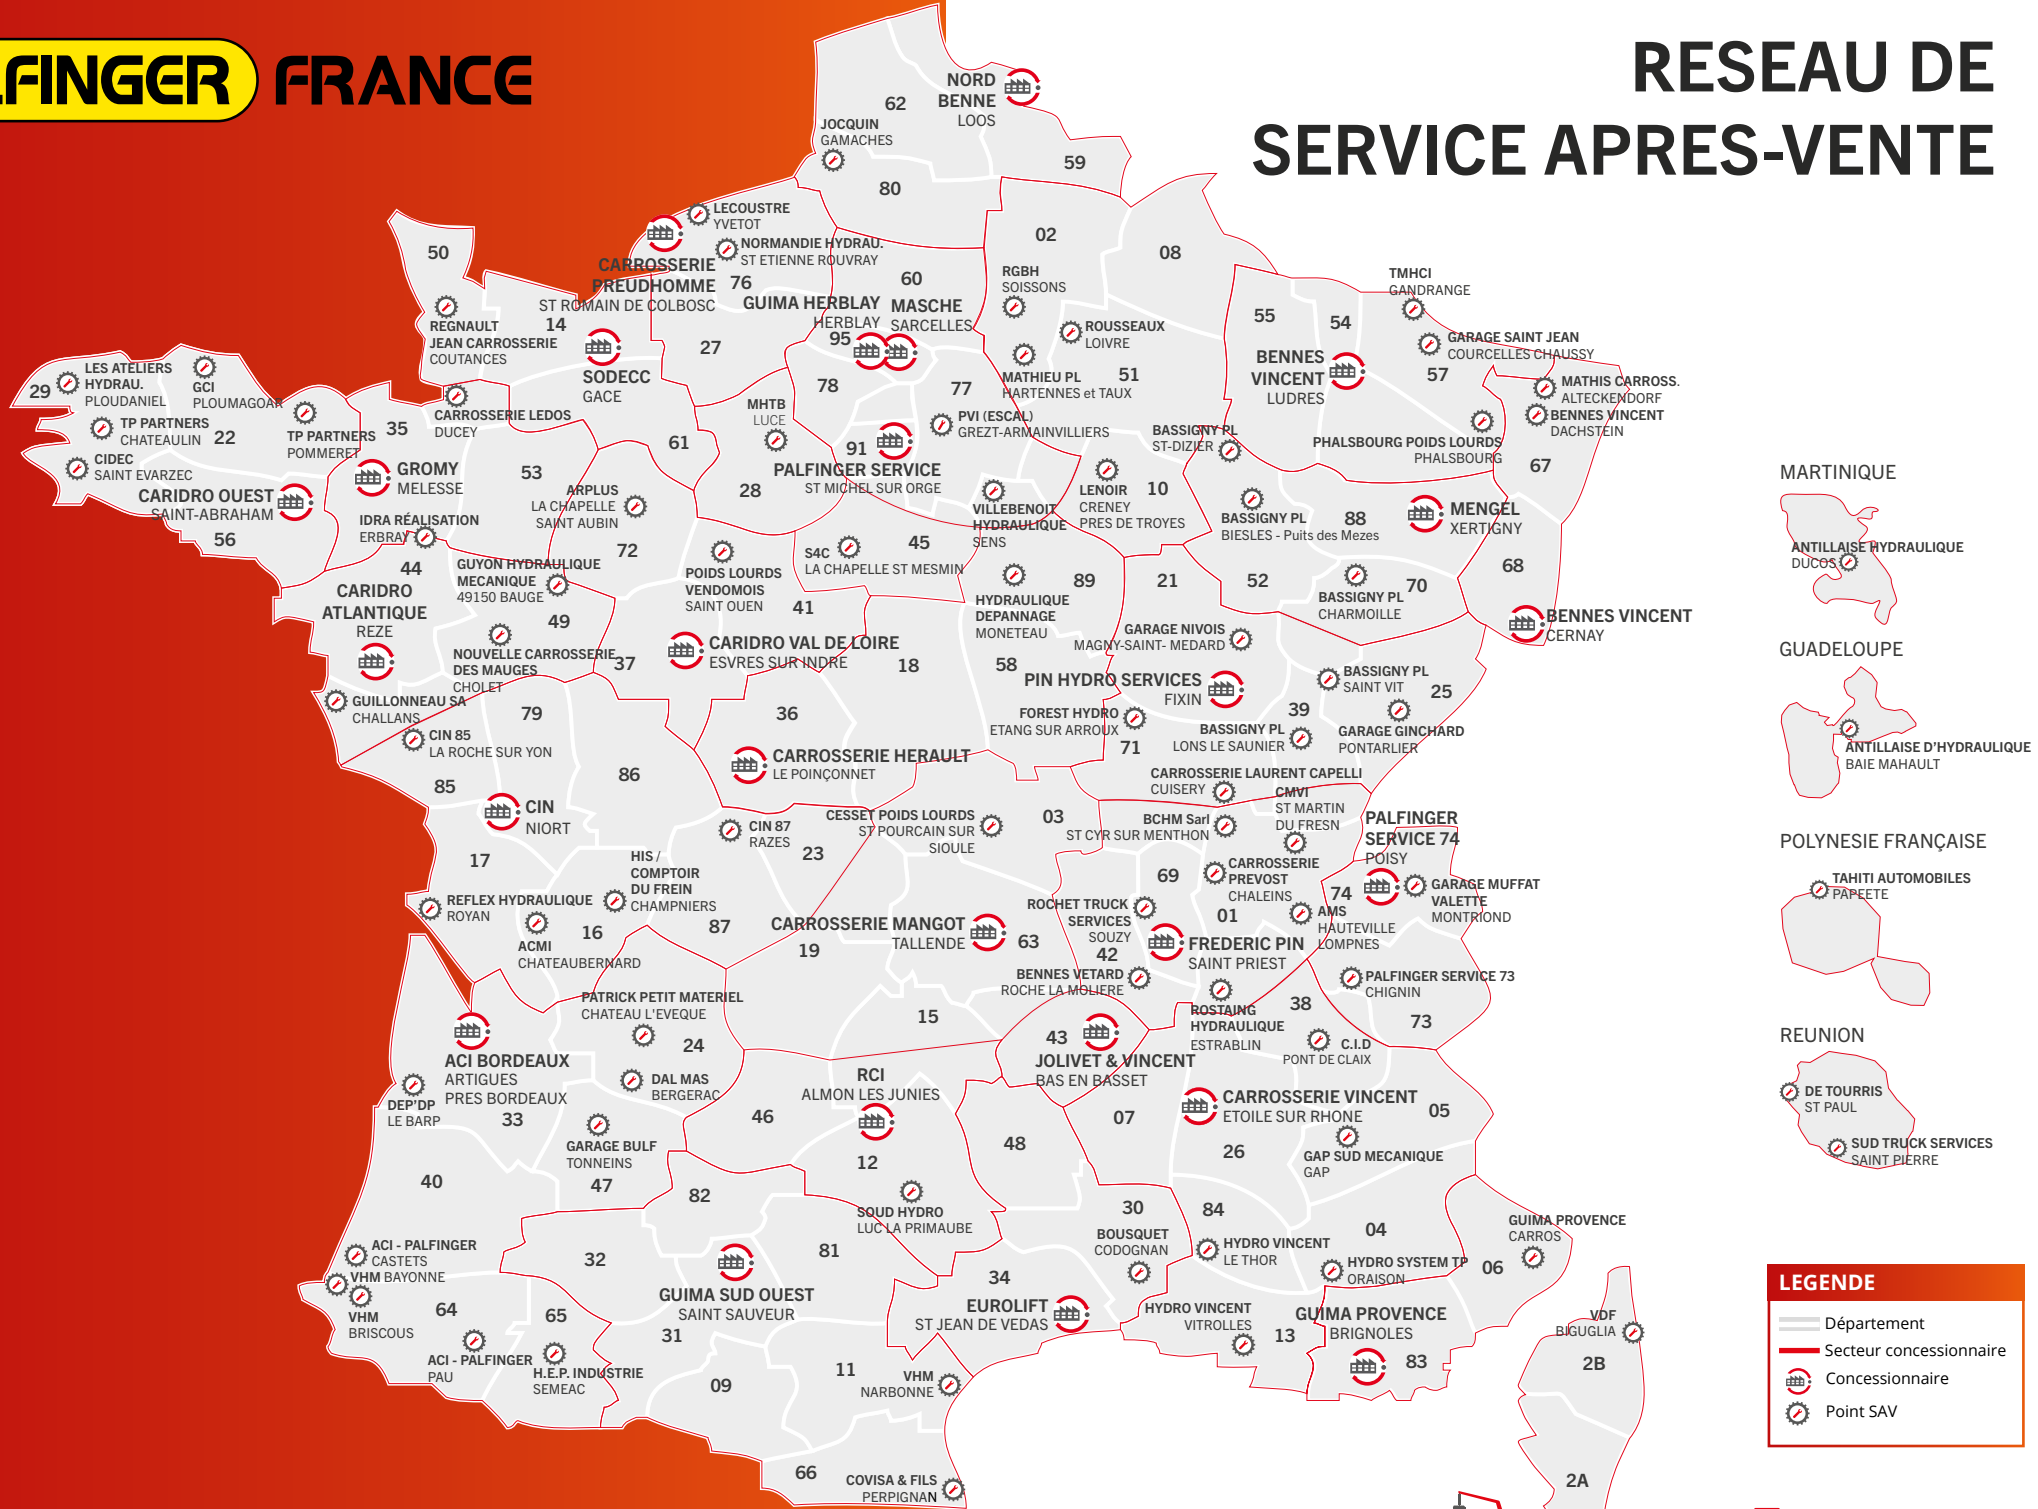 LFINGER FRANCE
RESEAU DE
SERVICE APRES-VENTE
NORD
BENNE
LOOS
62
JOCQUIN
GAMACHES
59
80
LECOUSTRE
YVETOT
NORMANDIE HYDRAU.
ST ETIENNE ROUVRAY
CARROSSERIE
PREUDHOMME
ST ROMAIN DE COLBOSC
76
50
REGNAULT
JEAN CARROSSERIE
COUTANCES
14
SODECC
GACE
27
GUIMA HERBLAY
HERBLAY
95
60
MASCHE
SARCELLES
02
08
RGBH
SOISSONS
ROUSSEAUX
LOIVRE
MATHIEU PL
HARTENNES et TAUX
51
55
54
BENNES
VINCENT
LUDRES
TMHCI
GANDRANGE
GARAGE SAINT JEAN
COURCELLES CHAUSSY
57
MATHIS CARROSS.
ALTECKENDORF
BENNES VINCENT
DACHSTEIN
PHALSBOURG POIDS LOURDS
PHALSBOURG
67
29
LES ATELIERS
HYDRAU.
PLOUDANIEL
GCI
PLOUMAGOAR
TP PARTNERS
CHATEAULIN
22
TP PARTNERS
POMMERET
CIDEC
SAINT EVARZEC
CARIDRO OUEST
SAINT-ABRAHAM
56
35
CARROSSERIE LEDOS
DUCEY
GROMY
MELESSE
53
IDRA RÉALISATION
ERBRAY
61
ARPLUS
LA CHAPELLE
SAINT AUBIN
72
78
77
MHTB
LUCE
PVI (ESCAL)
GREZT-ARMAINVILLIERS
91
PALFINGER SERVICE
ST MICHEL SUR ORGE
28
BASSIGNY PL
ST-DIZIER
LENOIR
CRENEY
PRES DE TROYES
10
VILLEBENOIT
HYDRAULIQUE
SENS
BASSIGNY PL
BIESLES - Puits des Mezes
88
MENGEL
XERTIGNY
68
BENNES VINCENT
CERNAY
44
CARIDRO
ATLANTIQUE
REZE
GUYON HYDRAULIQUE
MECANIQUE
49150 BAUGE
49
NOUVELLE CARROSSERIE
DES MAUGES
CHOLET
37
POIDS LOURDS
VENDOMOIS
SAINT OUEN
41
S4C
LA CHAPELLE ST MESMIN
45
CARIDRO VAL DE LOIRE
ESVRES SUR INDRE
18
HYDRAULIQUE
DEPANNAGE
MONETEAU
89
21
52
BASSIGNY PL
CHARMOILLE
70
GARAGE NIVOIS
MAGNY-SAINT- MEDARD
58
PIN HYDRO SERVICES
FIXIN
BASSIGNY PL
SAINT VIT
25
FOREST HYDRO
ETANG SUR ARROUX
71
BASSIGNY PL
LONS LE SAUNIER
39
GARAGE GINCHARD
PONTARLIER
GUILLONNEAU SA
CHALLANS
CIN 85
LA ROCHE SUR YON
85
79
86
CIN
NIORT
36
CARROSSERIE HERAULT
LE POINÇONNET
CARROSSERIE LAURENT CAPELLI
CUISERY
CMVI
ST MARTIN
DU FRESN
17
CIN 87
RAZES
23
CESSET POIDS LOURDS
ST POURCAIN SUR
SIOULE
03
BCHM Sarl
ST CYR SUR MENTHON
PALFINGER
SERVICE 74
POISY
74
GARAGE MUFFAT
VALETTE
MONTRIOND
HIS /
COMPTOIR
DU FREIN
CHAMPNIERS
REFLEX HYDRAULIQUE
ROYAN
ACMI
CHATEAUBERNARD
16
87
CARROSSERIE MANGOT
TALLENDE
19
63
69
CARROSSERIE
PREVOST
CHALEINS
01
AMS
HAUTEVILLE
LOMPNES
ROCHET TRUCK
SERVICES
SOUZY
42
FREDERIC PIN
SAINT PRIEST
BENNES VETARD
ROCHE LA MOLIERE
PALFINGER SERVICE 73
CHIGNIN
73
ROSTAING
HYDRAULIQUE
ESTRABLIN
38
C.I.D
PONT DE CLAIX
PATRICK PETIT MATERIEL
CHATEAU L'EVEQUE
24
15
43
JOLIVET & VINCENT
BAS EN BASSET
ACI BORDEAUX
ARTIGUES
PRES BORDEAUX
DEP'DP
LE BARP
33
DAL MAS
BERGERAC
RCI
ALMON LES JUNIES
46
12
GARAGE BULF
TONNEINS
47
48
07
CARROSSERIE VINCENT
ETOILE SUR RHONE
26
05
GAP SUD MECANIQUE
GAP
40
82
SOUD HYDRO
LUC LA PRIMAUBE
30
BOUSQUET
CODOGNAN
84
HYDRO VINCENT
LE THOR
04
HYDRO SYSTEM TP
ORAISON
GUIMA PROVENCE
CARROS
06
ACI - PALFINGER
CASTETS
VHM BAYONNE
VHM
BRISCOUS
64
32
81
GUIMA SUD OUEST
SAINT SAUVEUR
31
34
EUROLIFT
ST JEAN DE VEDAS
HYDRO VINCENT
VITROLLES
13
GUIMA PROVENCE
BRIGNOLES
83
65
ACI - PALFINGER
PAU
H.E.P. INDUSTRIE
SEMEAC
09
11
VHM
NARBONNE
66
COVISA & FILS
PERPIGNAN
VDF
BIGUGLIA
2B
2A
MARTINIQUE
ANTILLAISE HYDRAULIQUE
DUCOS
GUADELOUPE
ANTILLAISE D'HYDRAULIQUE
BAIE MAHAULT
POLYNESIE FRANÇAISE
TAHITI AUTOMOBILES
PAPEETE
REUNION
DE TOURRIS
ST PAUL
SUD TRUCK SERVICES
SAINT PIERRE
LEGENDE
Département
Secteur concessionnaire
Concessionnaire
Point SAV